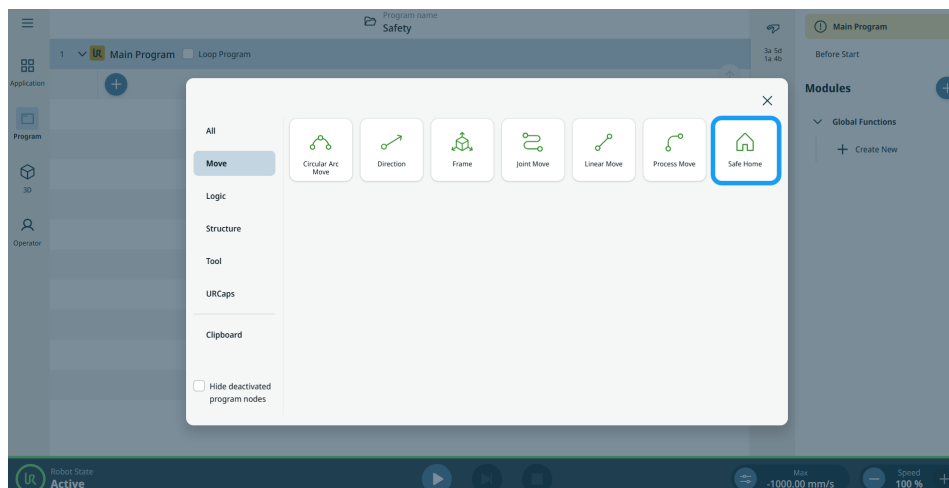 Program name
Safety
1
UR
Main Program
Loop Program
3a 5d
1a 4b
Main Program
Before Start
Modules
Global Functions
Create New
Application
Program
3D
Operator
All
Move
Logic
Structure
Tool
URCaps
Clipboard
Hide deactivated
program nodes
Circular Arc
Move
Direction
Frame
Joint Move
Linear Move
Process Move
Safe Home
UR
Robot State
Active
Max
-1000.00 mm/s
Speed
100 %